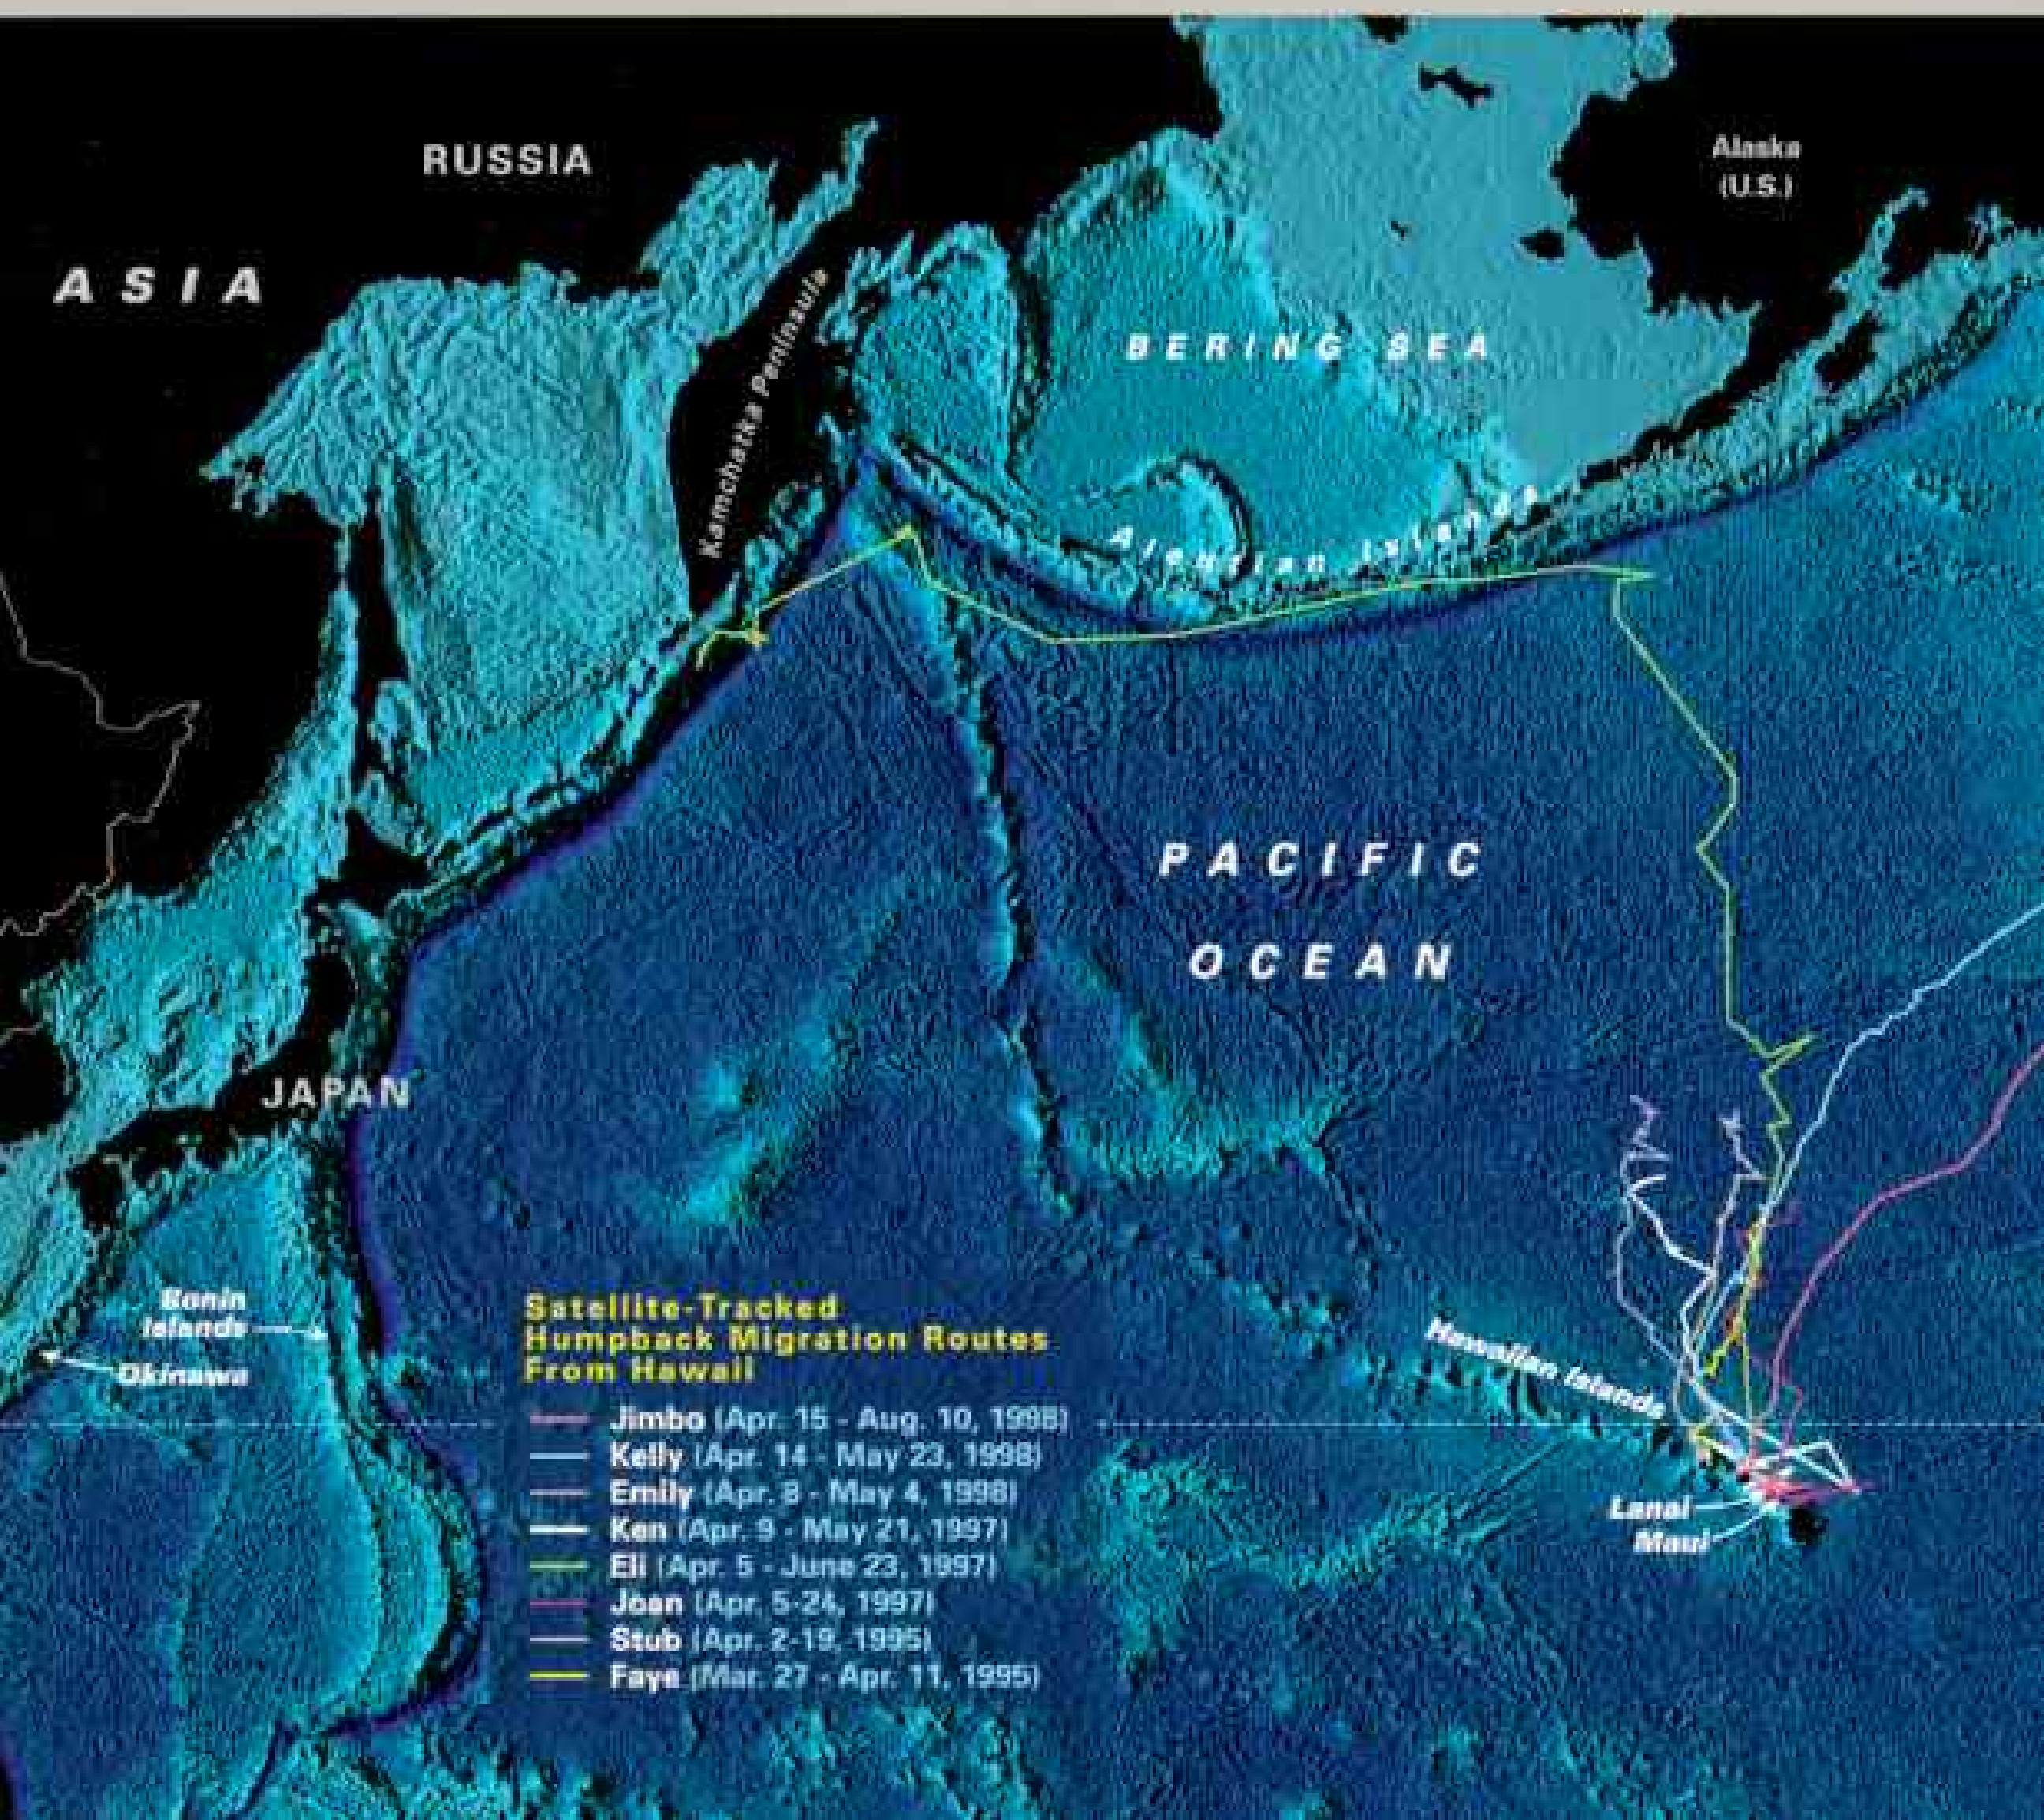 RUSSIA
Alaska
(U.S.)
ASIA
Kamchatka Peninsula
BERING SEA
Aleutian Islands
PACIFIC
OCEAN
JAPAN
Bonin
Islands
Okinawa
Hawaiian Islands
Lanai
Maui
Satellite-Tracked
Humpback Migration Routes
From Hawaii
Jimbo (Apr. 15 - Aug. 10, 1998)
Kelly (Apr. 14 - May 23, 1998)
Emily (Apr. 8 - May 4, 1998)
Ken (Apr. 9 - May 21, 1997)
Eli (Apr. 5 - June 23, 1997)
Joan (Apr. 5-24, 1997)
Stub (Apr. 2-19, 1995)
Faye (Mar. 27 - Apr. 11, 1995)